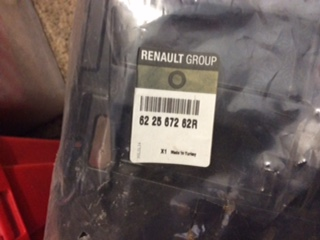 RENAULT GROUP
62 25 672 62R
X1 Made in Turkey